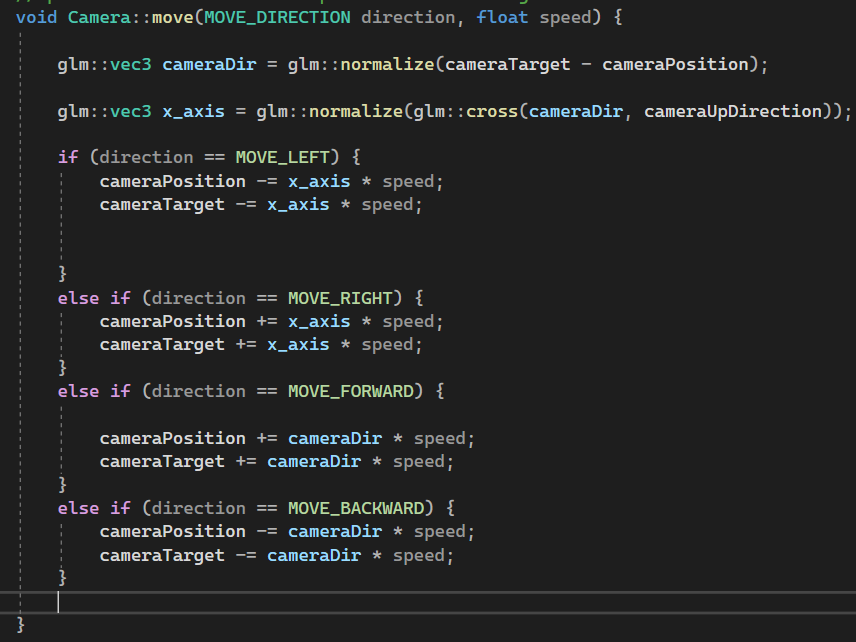 void Camera::move(MOVE_DIRECTION direction, float speed) {
glm::vec3 cameraDir = glm::normalize(cameraTarget - cameraPosition);
glm::vec3 x_axis = glm::normalize(glm::cross(cameraDir, cameraUpDirection));
if (direction == MOVE_LEFT) {
cameraPosition -= x_axis * speed;
cameraTarget -= x_axis * speed;
}
else if (direction == MOVE_RIGHT) {
cameraPosition += x_axis * speed;
cameraTarget += x_axis * speed;
}
else if (direction == MOVE_FORWARD) {
cameraPosition += cameraDir * speed;
cameraTarget += cameraDir * speed;
}
else if (direction == MOVE_BACKWARD) {
cameraPosition -= cameraDir * speed;
cameraTarget -= cameraDir * speed;
}
}